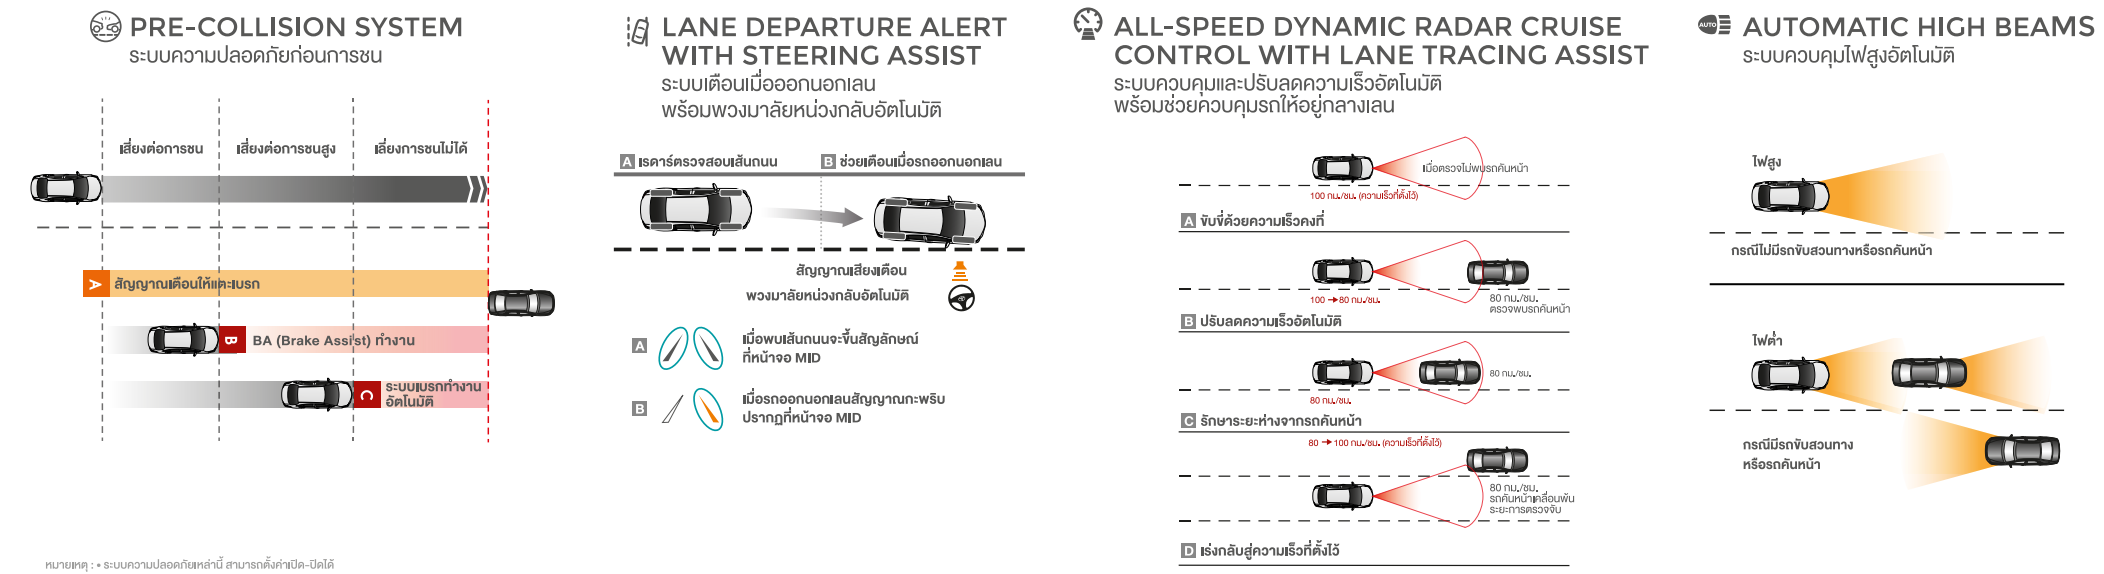 PRE-COLLISION SYSTEM
ระบบความปลอดภัยก่อนการชน
เสี่ยงต่อการชน
เสี่ยงต่อการชนสูง
เลี่ยงการชนไม่ได้
A
สัญญาณเตือนให้แตะเบรก
B
BA (Brake Assist) ทำงาน
C
ระบบเบรกทำงาน
อัตโนมัติ
หมายเหตุ : • ระบบความปลอดภัยเหล่านี้ สามารถตั้งค่าเปิด-ปิดได้
LANE DEPARTURE ALERT
WITH STEERING ASSIST
ระบบเตือนเมื่อออกนอกเลน
พร้อมพวงมาลัยหน่วงกลับอัตโนมัติ
A เรดาร์ตรวจสอบเส้นถนน
B ช่วยเตือนเมื่อรถออกนอกเลน
สัญญาณเสียงเตือน
พวงมาลัยหน่วงกลับอัตโนมัติ
A
เมื่อพบเส้นถนนจะขึ้นสัญลักษณ์
ที่หน้าจอ MID
B
เมื่อรถออกนอกเลนสัญญาณกะพริบ
ปรากฏที่หน้าจอ MID
ALL-SPEED DYNAMIC RADAR CRUISE
CONTROL WITH LANE TRACING ASSIST
ระบบควบคุมและปรับลดความเร็วอัตโนมัติ
พร้อมช่วยควบคุมรถให้อยู่กลางเลน
เมื่อตรวจไม่พบรถคันหน้า
100 กม./ชม. (ความเร็วที่ตั้งไว้)
A ขับขี่ด้วยความเร็วคงที่
100 → 80 กม./ชม.
80 กม./ชม.
ตรวจพบรถคันหน้า
B ปรับลดความเร็วอัตโนมัติ
80 กม./ชม.
80 กม./ชม.
C รักษาระยะห่างจากรถคันหน้า
80 → 100 กม./ชม. (ความเร็วที่ตั้งไว้)
80 กม./ชม.
รถคันหน้าเคลื่อนพ้น
ระยะการตรวจจับ
D เร่งกลับสู่ความเร็วที่ตั้งไว้
AUTO
AUTOMATIC HIGH BEAMS
ระบบควบคุมไฟสูงอัตโนมัติ
ไฟสูง
กรณีไม่มีรถขับสวนทางหรือรถคันหน้า
ไฟต่ำ
กรณีมีรถขับสวนทาง
หรือรถคันหน้า